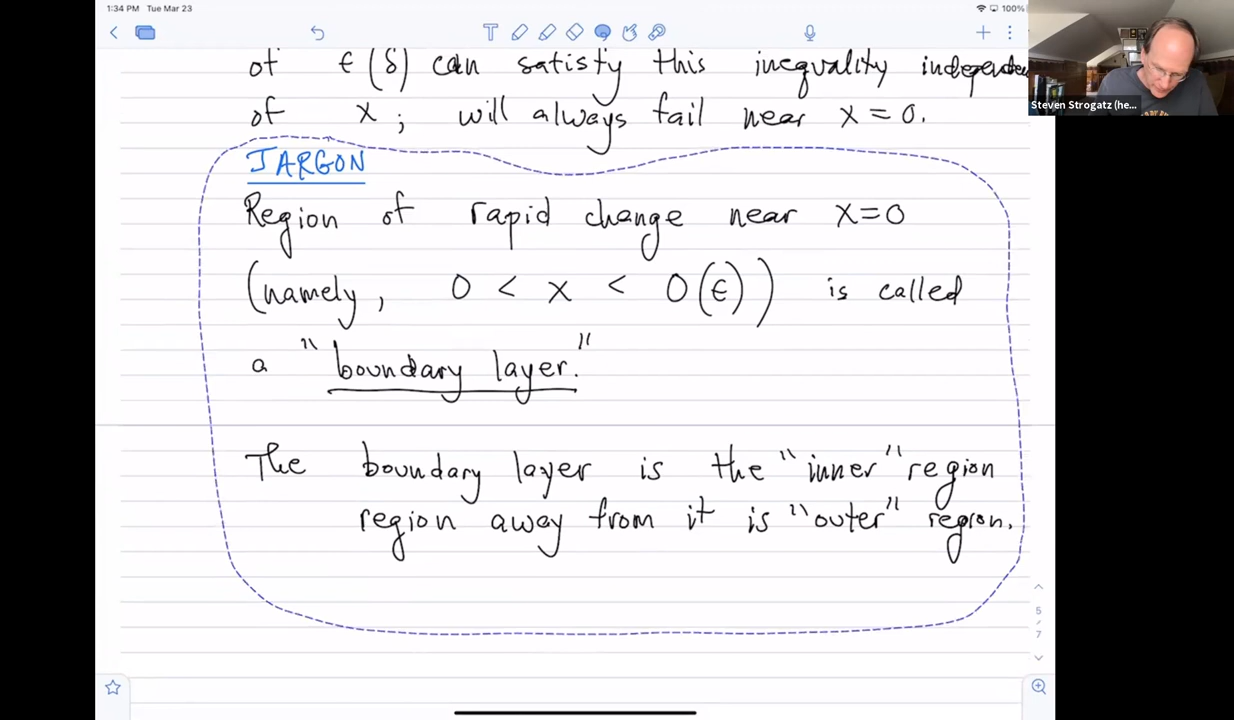 1:34 PM Tue Mar 23
100%
of ϵ(δ) can satisfy this inequality
of x; will always fail near x = 0.
Steven Strogatz (he...
JARGON
Region of rapid change near x=0
(namely, 0 < x < O(ϵ)) is called
a "boundary layer."
The boundary layer is the "inner" region
region away from it is "outer" region.
5
7